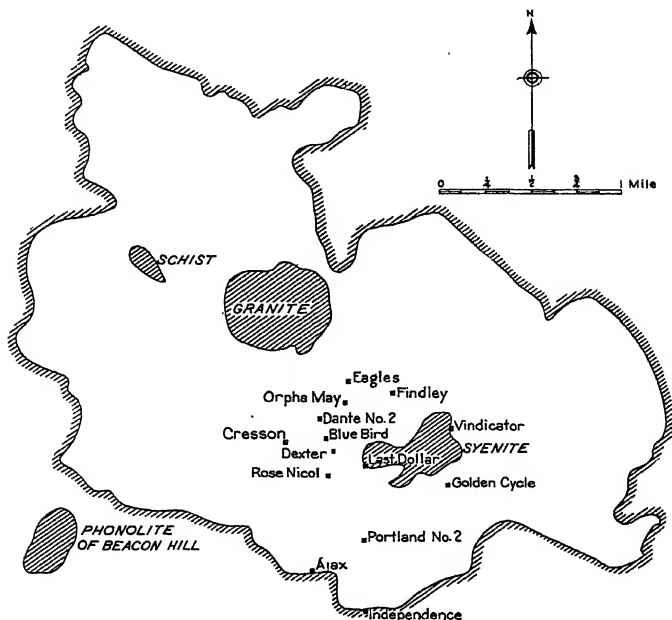 N
0 1/4 1/2 3/4 1 Mile
SCHIST
GRANITE
Eagles
Findley
Orpha May
Dante No. 2
Vindicator
Cresson
Blue Bird
SYENITE
Dexter
Last Dollar
Rose Nicol
Golden Cycle
PHONOLITE
OF BEACON HILL
Portland No. 2
Ajax
Independence